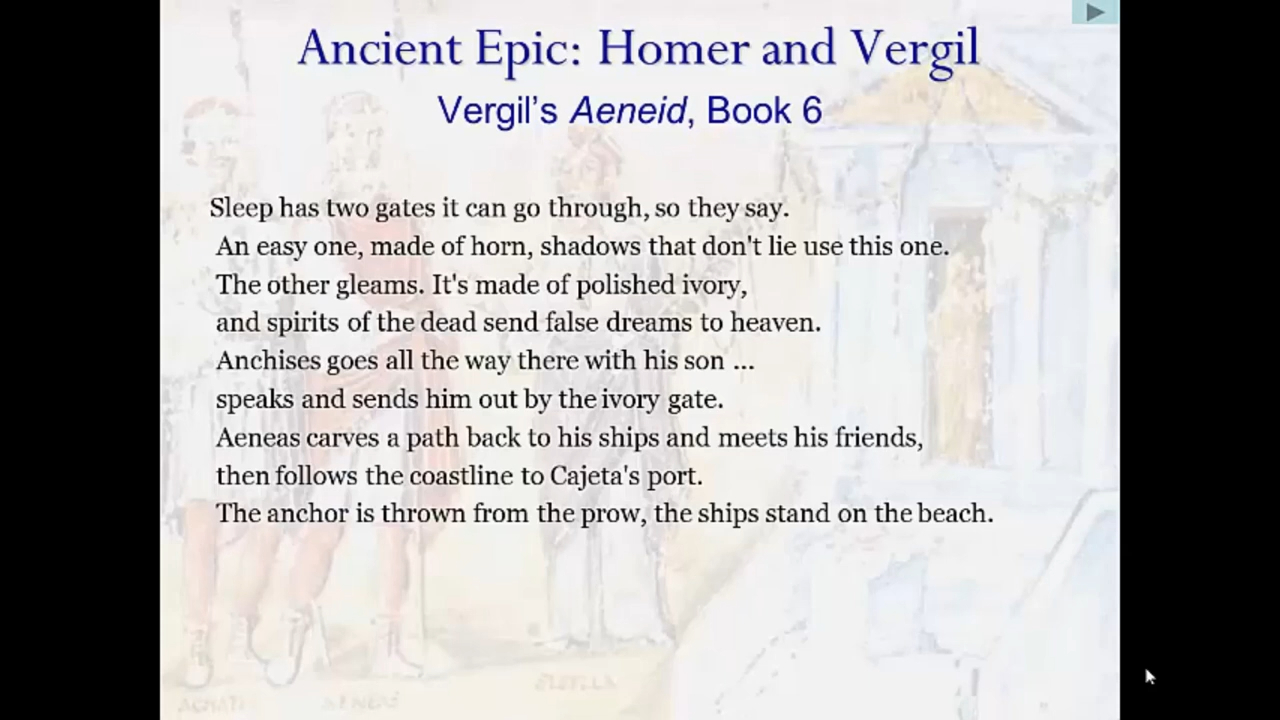 Ancient Epic: Homer and Vergil
Vergil’s Aeneid, Book 6
Sleep has two gates it can go through, so they say.
An easy one, made of horn, shadows that don't lie use this one.
The other gleams. It's made of polished ivory,
and spirits of the dead send false dreams to heaven.
Anchises goes all the way there with his son ...
speaks and sends him out by the ivory gate.
Aeneas carves a path back to his ships and meets his friends,
then follows the coastline to Cajeta's port.
The anchor is thrown from the prow, the ships stand on the beach.